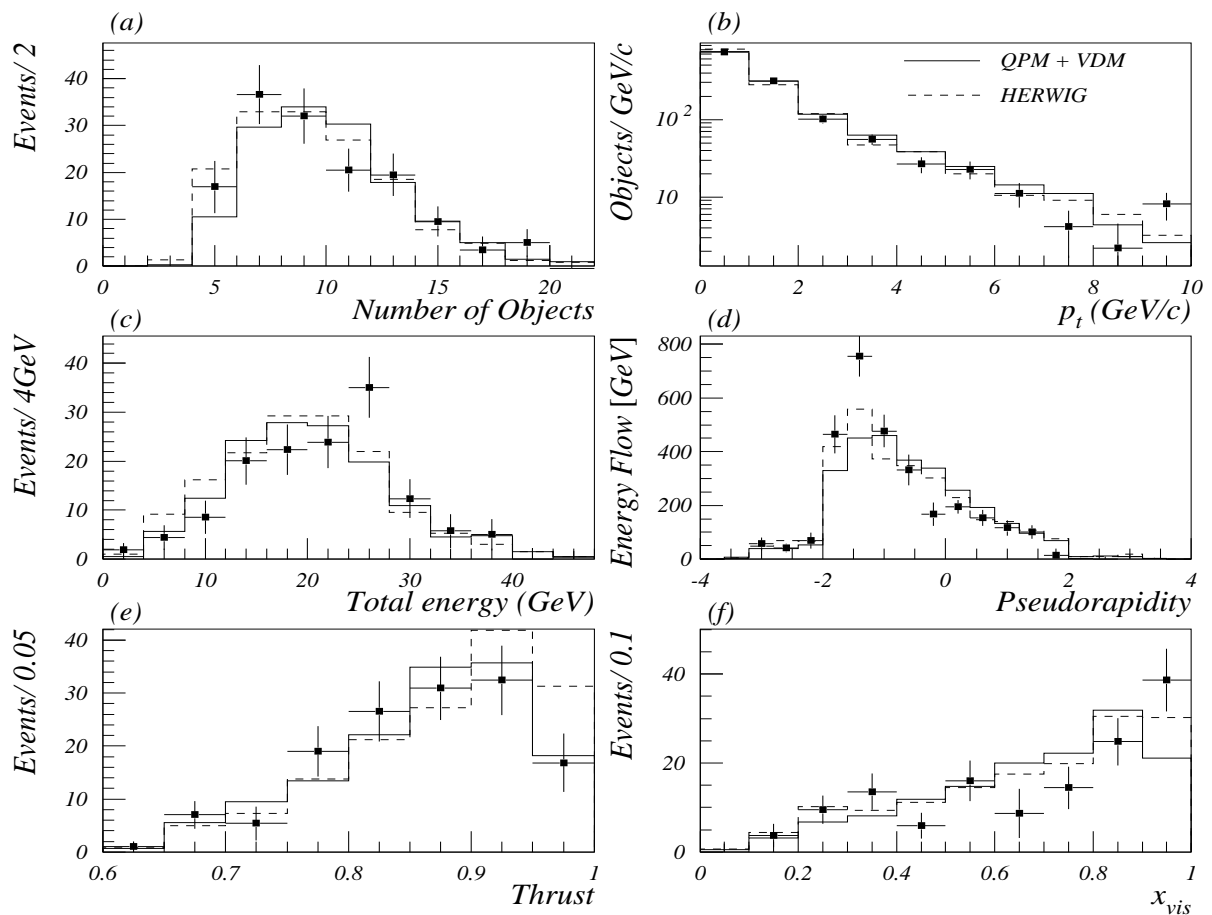 (a)
Events/ 2
40
30
20
10
0
0 5 10 15 20
Number of Objects
(b)
Objects/ GeV/c
10 2
10
QPM + VDM
HERWIG
0 2 4 6 8 10
p t (GeV/c)
(c)
Events/ 4GeV
40
30
20
10
0
0 10 20 30 40
Total energy (GeV)
(d)
Energy Flow [GeV]
800
600
400
200
0
-4 -2 0 2 4
Pseudorapidity
(e)
Events/ 0.05
40
30
20
10
0
0.6 0.7 0.8 0.9 1
Thrust
(f)
Events/ 0.1
40
20
0
0 0.2 0.4 0.6 0.8 1
x vis